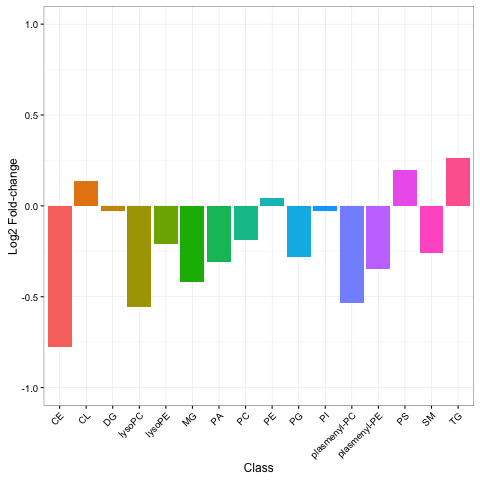 1.0
0.5
0.0
-0.5
-1.0
Log2 Fold-change
CE
CL
DG
lysoPC
lysoPE
MG
PA
PC
PE
PG
PI
plasmenyl-PC
plasmenyl-PE
PS
SM
TG
Class